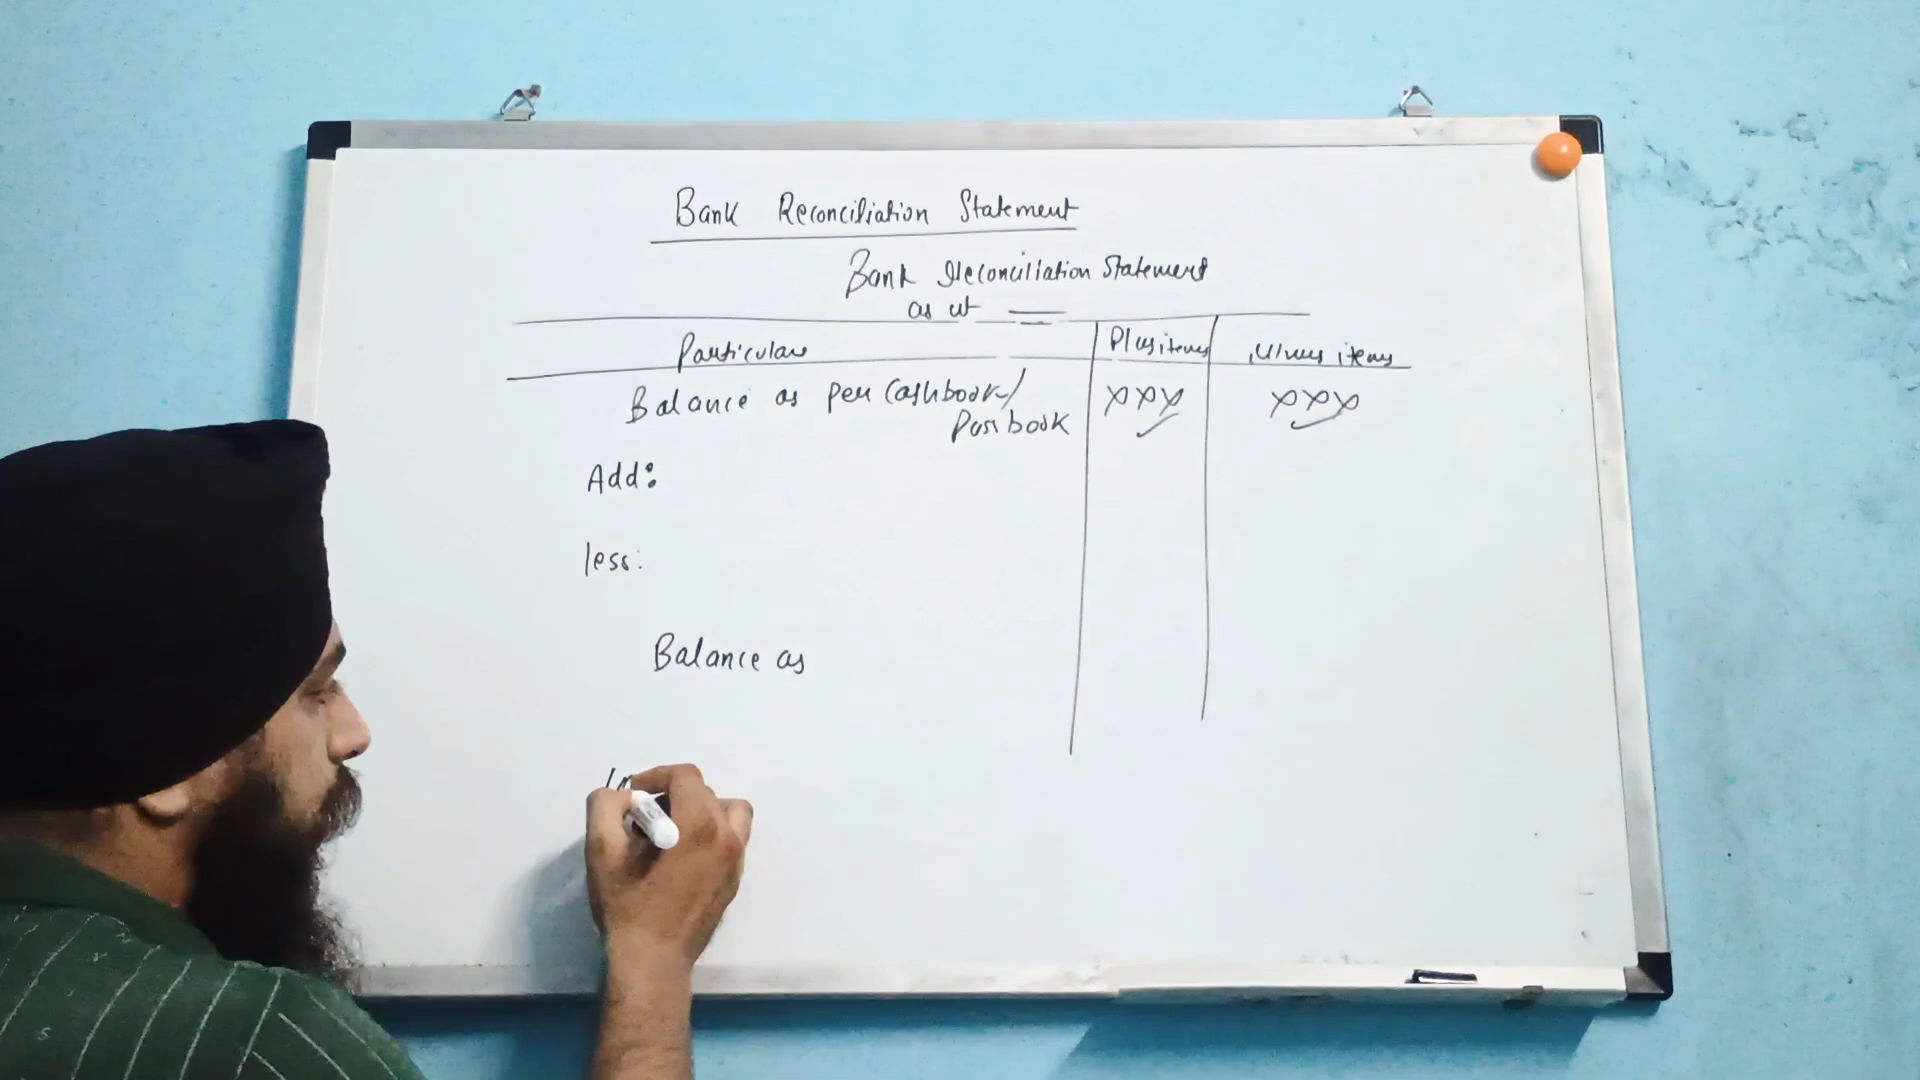 Bank Reconciliation Statement
Bank Reconciliation Statement
as at
Particulars Plus items Minus items
Balance as per Cashbook/ XXX XXX
Passbook
Add:
less:
Balance as